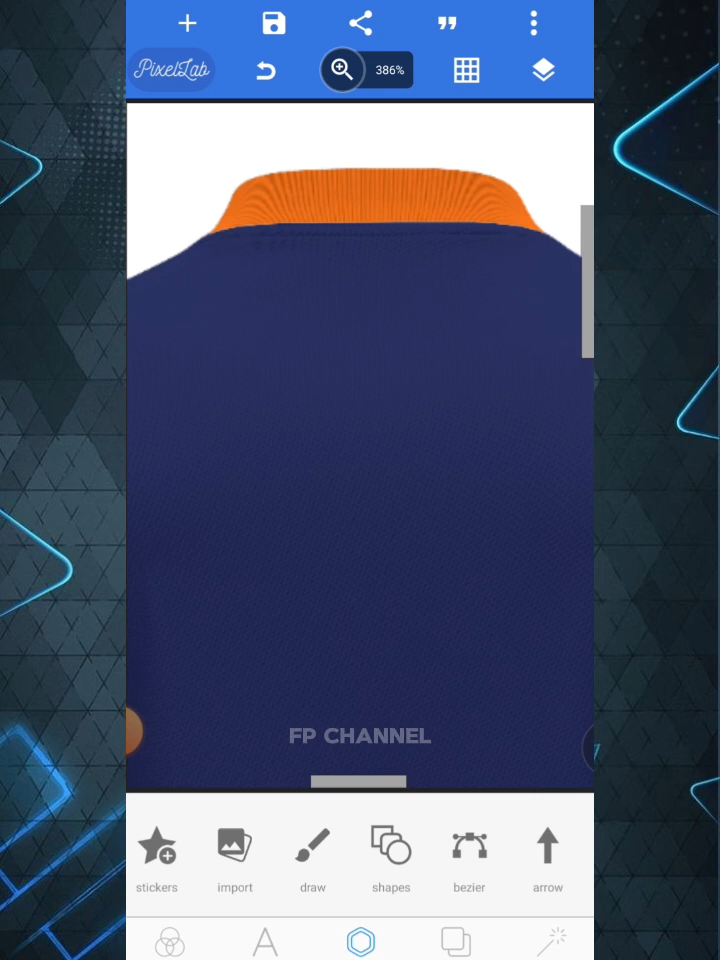 PixelLab
386%
FP CHANNEL
stickers
import
draw
shapes
bezier
arrow